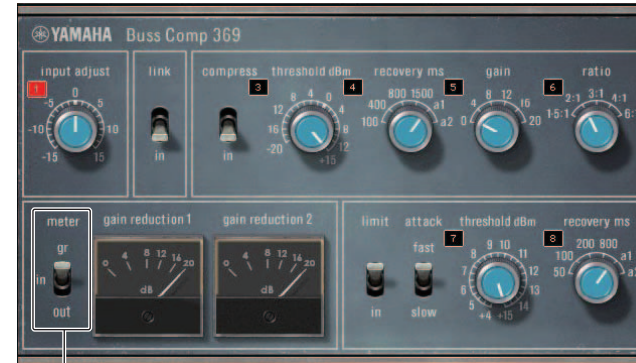 YAMAHA Buss Comp 369
input adjust
1
-15 -10 -5 0 5 10 15
link
in
compress
in
3
threshold dBm
-20 16 12 8 4 0 4 8 12 +15
4
recovery ms
100 400 800 1500 a1 a2
5
gain
0 4 8 12 16 20
6
ratio
1·5:1 2:1 3:1 4:1 6:
meter
gr
in
out
gain reduction 1
0 4 8 12 16 20
dB
gain reduction 2
0 4 8 12 16 20
dB
limit
in
attack
fast
slow
7
threshold dBm
+4 5 6 7 8 9 10 11 12 13 14 +15
8
recovery ms
50 100 200 800 a1 a